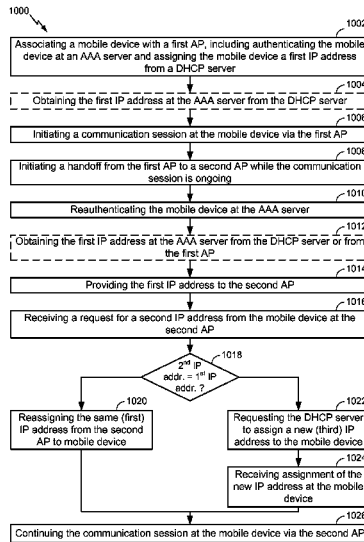 1000
1002
Associating a mobile device with a first AP, including authenticating the mobile
device at an AAA server and assigning the mobile device a first IP address
from a DHCP server
1004
Obtaining the first IP address at the AAA server from the DHCP server
1006
Initiating a communication session at the mobile device via the first AP
1008
Initiating a handoff from the first AP to a second AP while the communication
session is ongoing
1010
Reauthenticating the mobile device at the AAA server
1012
Obtaining the first IP address at the AAA server from the DHCP server or from
the first AP
1014
Providing the first IP address to the second AP
1016
Receiving a request for a second IP address from the mobile device at the
second AP
1018
2nd IP
addr. = 1st IP
addr. ?
1020
Reassigning the same (first)
IP address from the second
AP to mobile device
1022
Requesting the DHCP server
to assign a new (third) IP
address to the mobile device
1024
Receiving assignment of the
new IP address at the mobile
device
1028
Continuing the communication session at the mobile device via the second AP